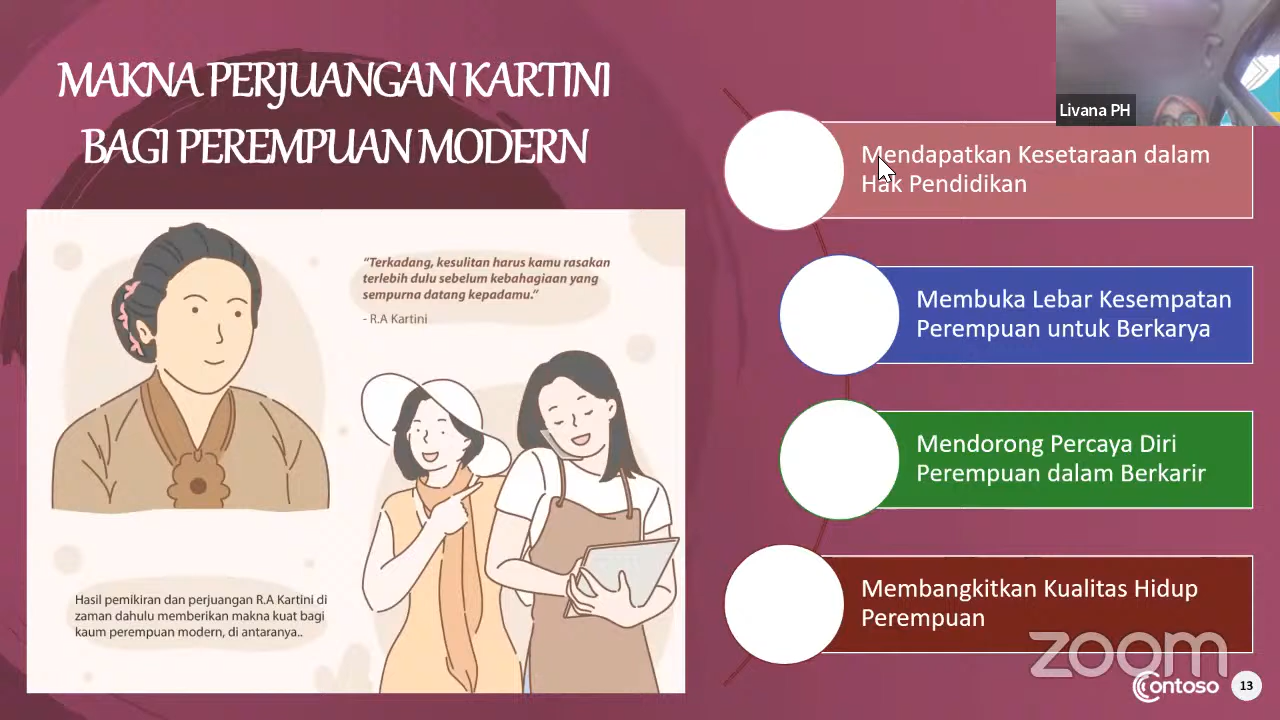 MAKNA PERJUANGAN KARTINI
BAGI PEREMPUAN MODERN
“Terkadang, kesulitan harus kamu rasakan
terlebih dulu sebelum kebahagiaan yang
sempurna datang kepadamu.”
- R.A Kartini
Hasil pemikiran dan perjuangan R.A Kartini di
zaman dahulu memberikan makna kuat bagi
kaum perempuan modern, di antaranya..
Livana PH
Mendapatkan Kesetaraan dalam
Hak Pendidikan
Membuka Lebar Kesempatan
Perempuan untuk Berkarya
Mendorong Percaya Diri
Perempuan dalam Berkarir
Membangkitkan Kualitas Hidup
Perempuan
zoom
Contoso
13